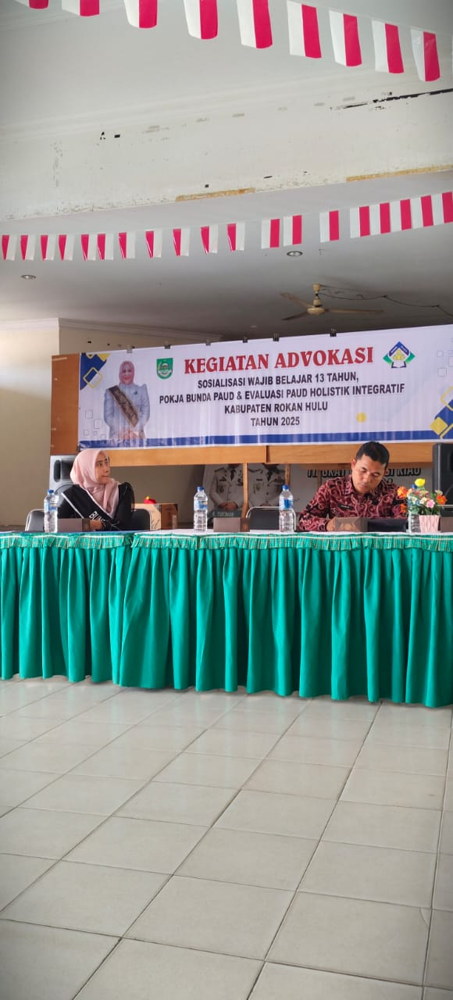 KEGIATAN ADVOKASI
SOSIALISASI WAJIB BELAJAR 13 TAHUN,
POKJA BUNDA PAUD & EVALUASI PAUD HOLISTIK INTEGRATIF
KABUPATEN ROKAN HULU
TAHUN 2025